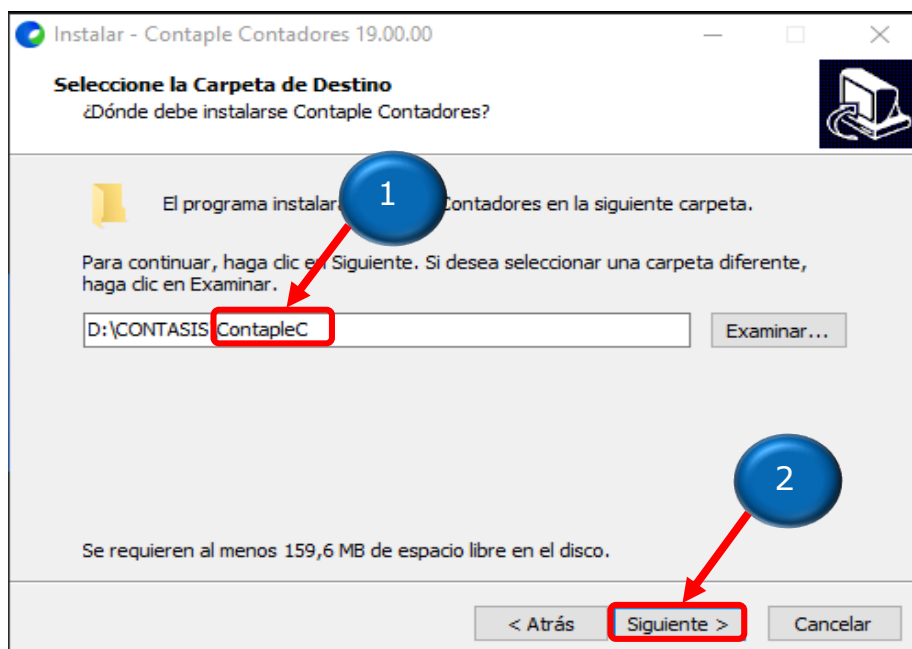 Instalar - Contaple Contadores 19.00.00
Seleccione la Carpeta de Destino
¿Dónde debe instalarse Contaple Contadores?
1
El programa instalar Contadores en la siguiente carpeta.
Para continuar, haga clic en Siguiente. Si desea seleccionar una carpeta diferente,
haga clic en Examinar.
D:\CONTASIS ContapleC
Examinar...
2
Se requieren al menos 159,6 MB de espacio libre en el disco.
< Atrás
Siguiente >
Cancelar